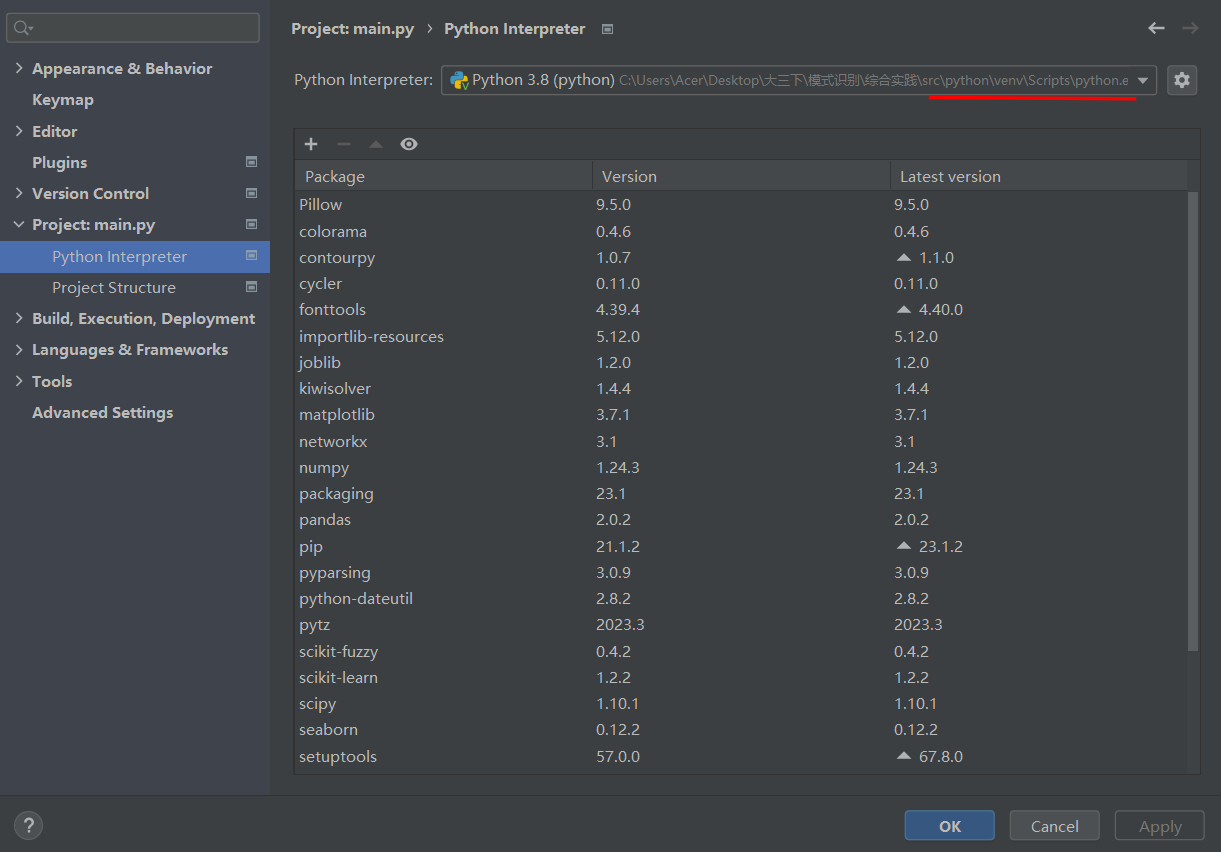 Project: main.py › Python Interpreter
Appearance & Behavior
Keymap
Editor
Plugins
Version Control
Project: main.py
Python Interpreter
Project Structure
Build, Execution, Deployment
Languages & Frameworks
Tools
Advanced Settings
Python Interpreter: Python 3.8 (python) C:\Users\Acer\Desktop\大三下\模式识别\综合实践\src\python\venv\Scripts\python.e
Package Version Latest version
Pillow 9.5.0 9.5.0
colorama 0.4.6 0.4.6
contourpy 1.0.7 1.1.0
cycler 0.11.0 0.11.0
fonttools 4.39.4 4.40.0
importlib-resources 5.12.0 5.12.0
joblib 1.2.0 1.2.0
kiwisolver 1.4.4 1.4.4
matplotlib 3.7.1 3.7.1
networkx 3.1 3.1
numpy 1.24.3 1.24.3
packaging 23.1 23.1
pandas 2.0.2 2.0.2
pip 21.1.2 23.1.2
pyparsing 3.0.9 3.0.9
python-dateutil 2.8.2 2.8.2
pytz 2023.3 2023.3
scikit-fuzzy 0.4.2 0.4.2
scikit-learn 1.2.2 1.2.2
scipy 1.10.1 1.10.1
seaborn 0.12.2 0.12.2
setuptools 57.0.0 67.8.0
? OK Cancel Apply